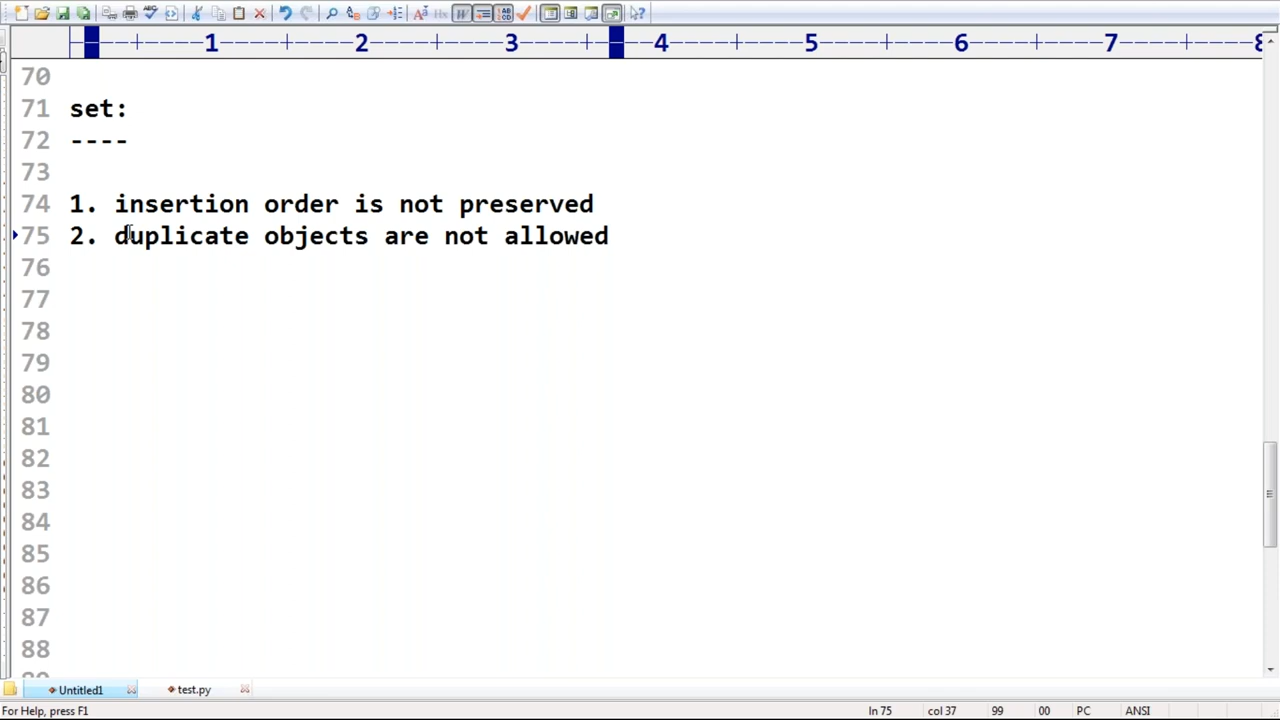 1 2 3 4 5 6 7 8
70
71 set:
72 ----
73
74 1. insertion order is not preserved
75 2. duplicate objects are not allowed
76
77
78
79
80
81
82
83
84
85
86
87
88
Untitled1 test.py
For Help, press F1 ln 75 col 37 99 00 PC ANSI